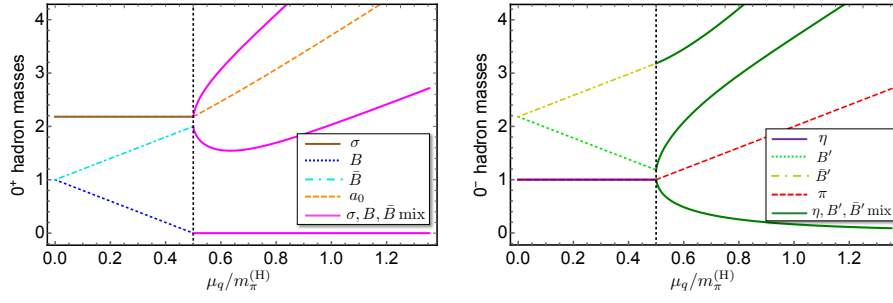 0⁺ hadron masses
4
3
2
1
0
σ
B
B̄
a₀
σ, B, B̄ mix
0.0 0.2 0.4 0.6 0.8 1.0 1.2
μ_q/m_π^(H)
0⁻ hadron masses
4
3
2
1
0
η
B′
B̄′
π
η, B′, B̄′ mix
0.0 0.2 0.4 0.6 0.8 1.0 1.2
μ_q/m_π^(H)